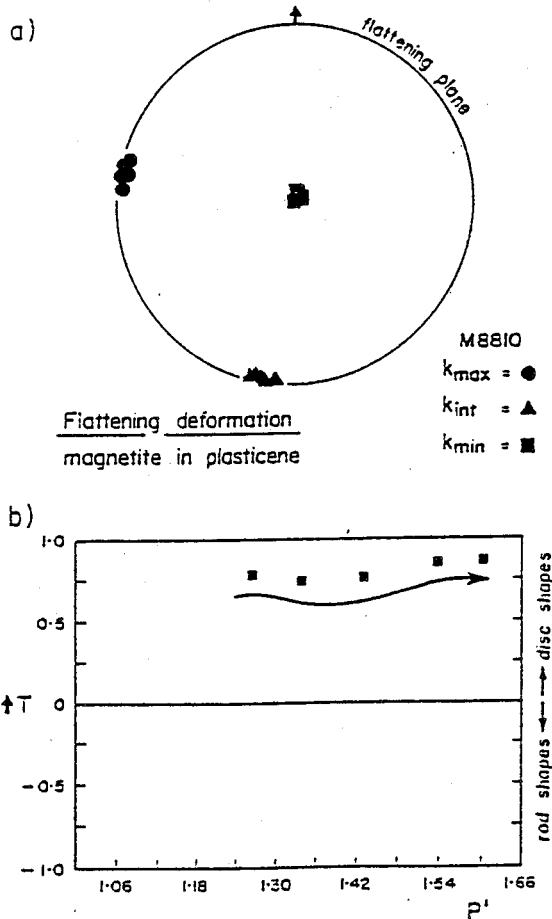 a)
flattening plane
M8810
kmax = ●
kint = ▲
kmin = ■
Flattening deformation
magnetite in plasticene
b)
1·0
0·5
T 0
-0·5
-1·0
1·06 1·18 1·30 1·42 1·54 1·66
P'
rod shapes ←→ disc shapes